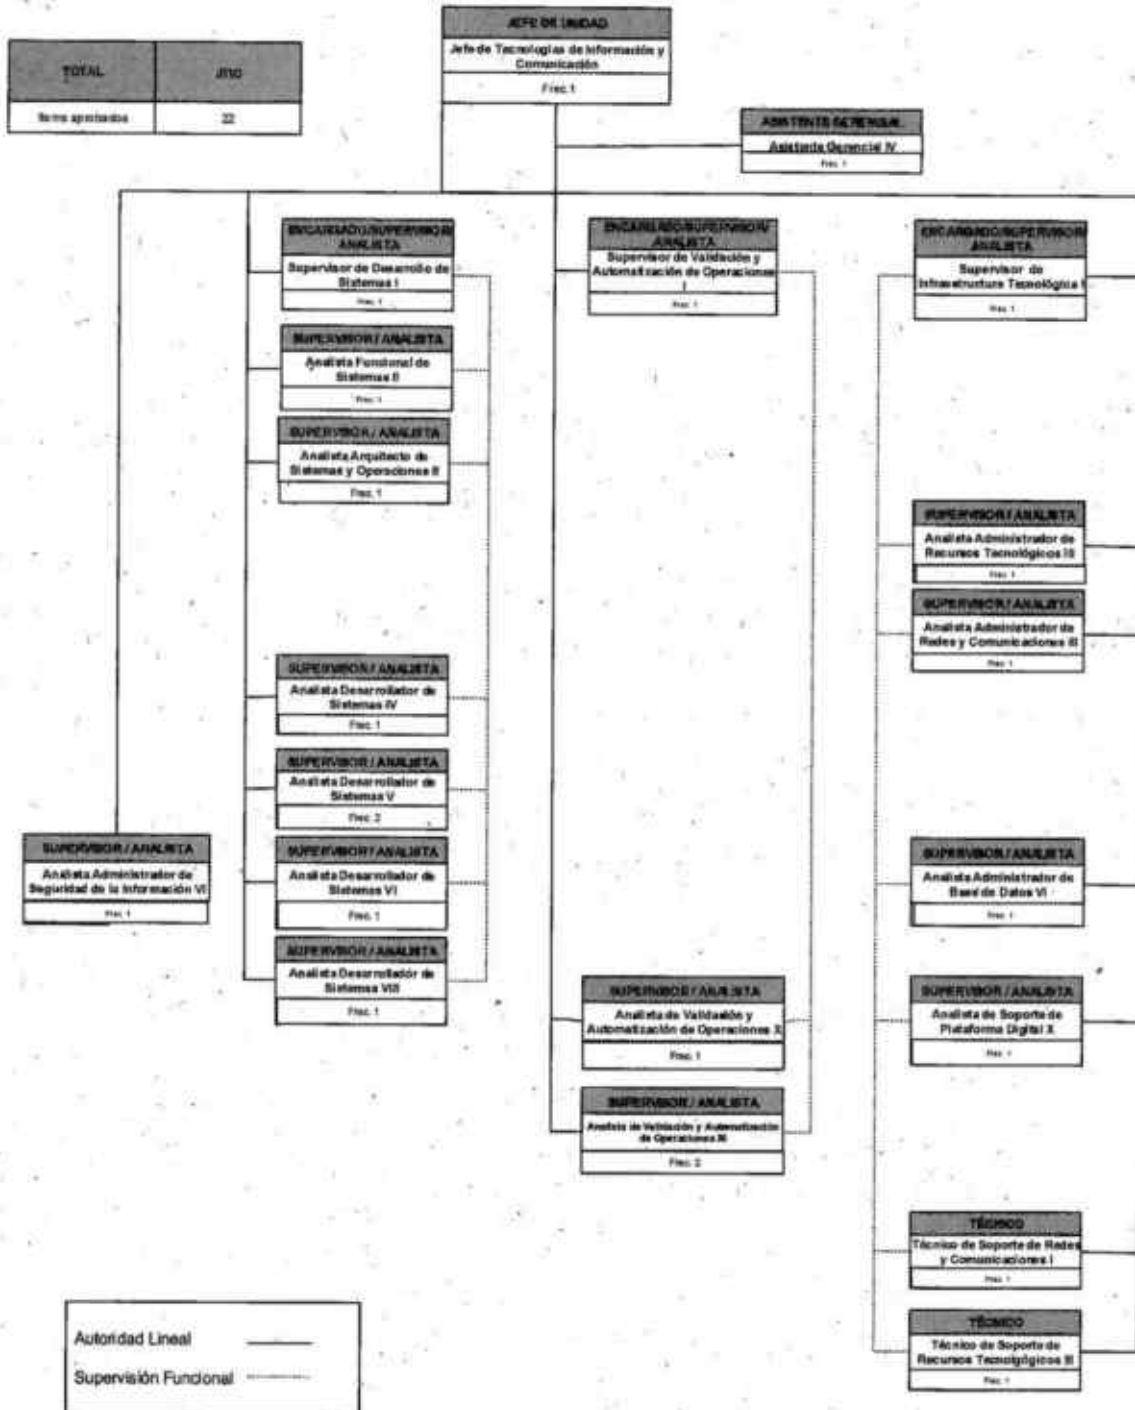 JEFE DE UNIDAD
Jefe de Tecnologías de Información y
Comunicación
Frec. 1
TOTAL
Items aprobados
22
ASISTENTE GERENCIAL
Asistente Gerencial IV
Frec. 1
ENCARGADO/SUPERVISOR/
ANALISTA
Supervisor de Desarrollo de
Sistemas I
Frec. 1
SUPERVISOR / ANALISTA
Analista Funcional de
Sistemas II
Frec. 1
SUPERVISOR / ANALISTA
Analista Arquitecto de
Sistemas y Operaciones II
Frec. 1
SUPERVISOR / ANALISTA
Analista Desarrollador de
Sistemas IV
Frec. 1
SUPERVISOR / ANALISTA
Analista Desarrollador de
Sistemas V
Frec. 2
SUPERVISOR / ANALISTA
Analista Desarrollador de
Sistemas VI
Frec. 1
SUPERVISOR / ANALISTA
Analista Desarrollador de
Sistemas VIII
Frec. 1
SUPERVISOR / ANALISTA
Analista Administrador de
Seguridad de la Información VI
Frec. 1
ENCARGADO/SUPERVISOR/
ANALISTA
Supervisor de Validación y
Automatización de Operaciones
I
Frec. 1
SUPERVISOR / ANALISTA
Analista de Validación y
Automatización de Operaciones X
Frec. 1
SUPERVISOR / ANALISTA
Analista de Validación y Automatización
de Operaciones
Frec. 2
ENCARGADO/SUPERVISOR/
ANALISTA
Supervisor de
Infraestructura Tecnológica I
Frec. 1
SUPERVISOR / ANALISTA
Analista Administrador de
Recursos Tecnológicos III
Frec. 1
SUPERVISOR / ANALISTA
Analista Administrador de
Redes y Comunicaciones III
Frec. 1
SUPERVISOR / ANALISTA
Analista Administrador de
Base de Datos VI
Frec. 1
SUPERVISOR / ANALISTA
Analista de Soporte de
Plataforma Digital X
Frec. 1
TÉCNICO
Técnico de Soporte de Redes
y Comunicaciones I
Frec. 1
TÉCNICO
Técnico de Soporte de
Recursos Tecnológicos III
Frec. 1
Autoridad Lineal
Supervisión Funcional